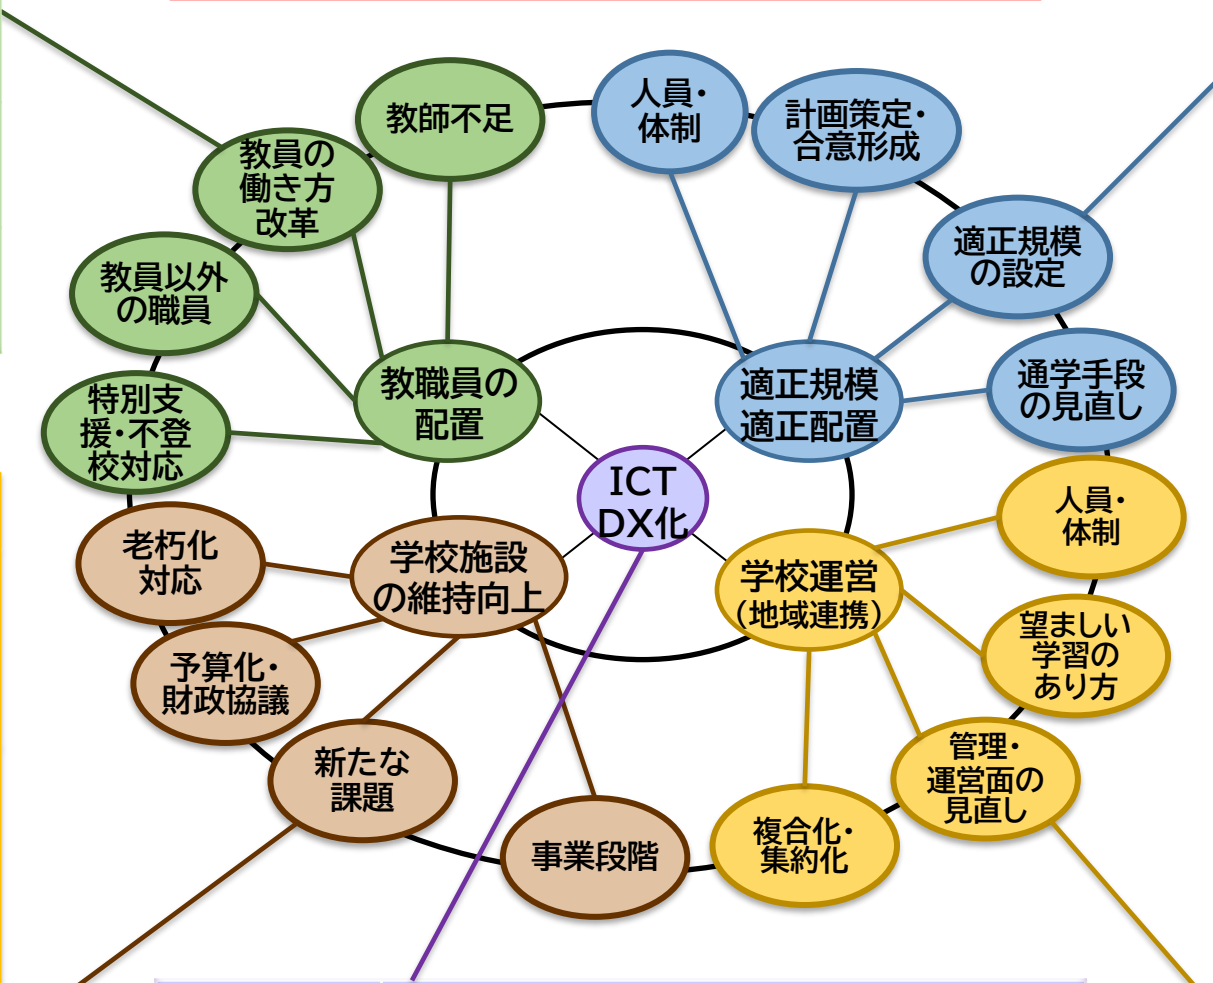 教師不足
人員・
体制
計画策定・
合意形成
教員の
働き方
改革
適正規模
の設定
教員以外
の職員
通学手段
の見直し
特別支
援・不登
校対応
教職員の
配置
適正規模
適正配置
ICT
DX化
人員・
体制
老朽化
対応
学校施設
の維持向上
学校運営
(地域連携)
望ましい
学習の
あり方
予算化・
財政協議
新たな
課題
管理・
運営面の
見直し
複合化・
集約化
事業段階